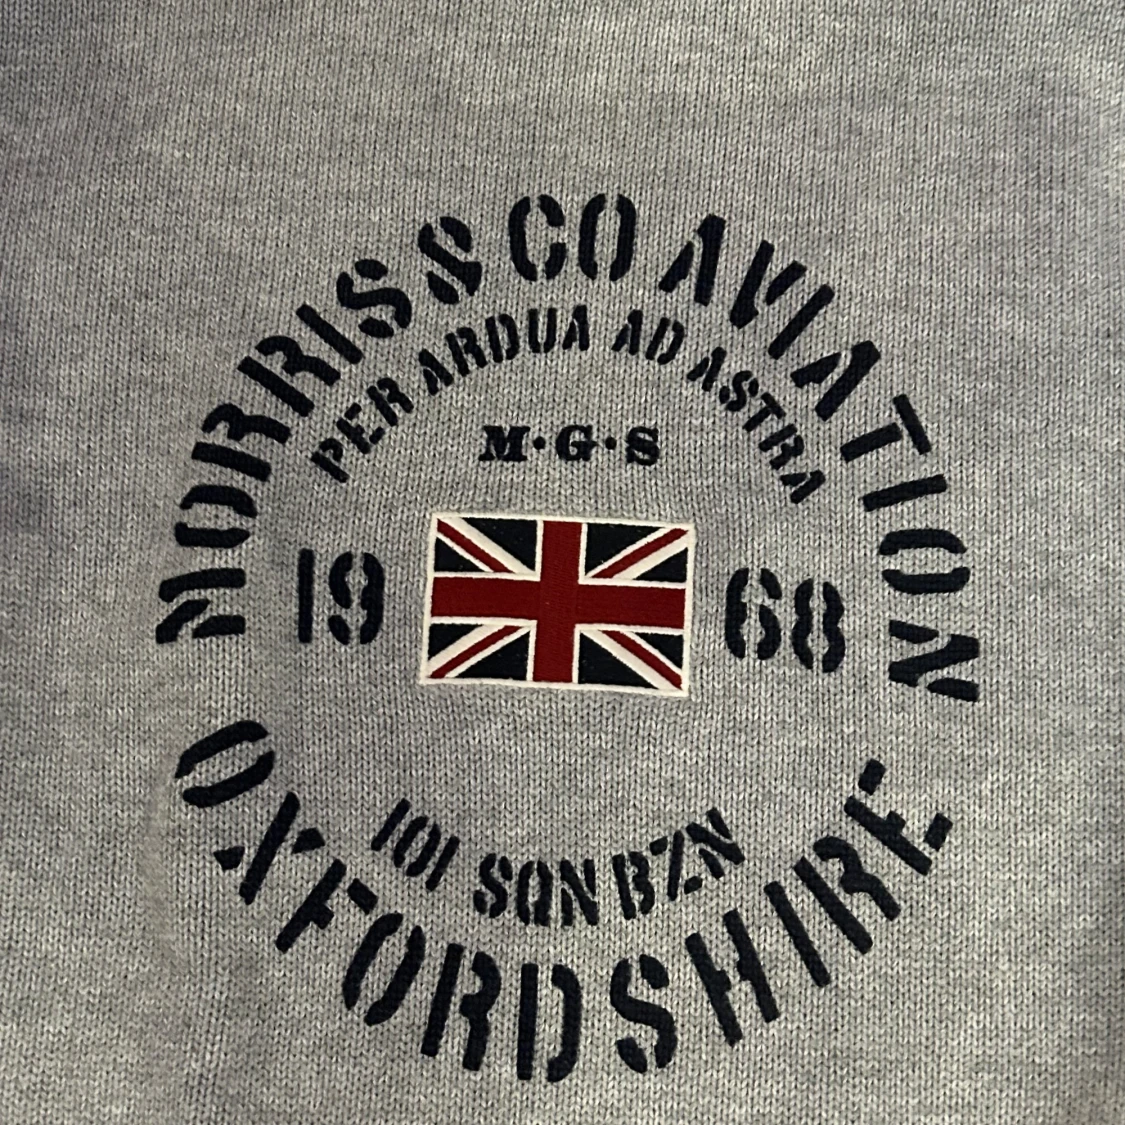 MORRIS & CO AVIATION
PER ARDUA AD ASTRA
M·G·S
19 68
101 SQN BZN
OXFORDSHIRE